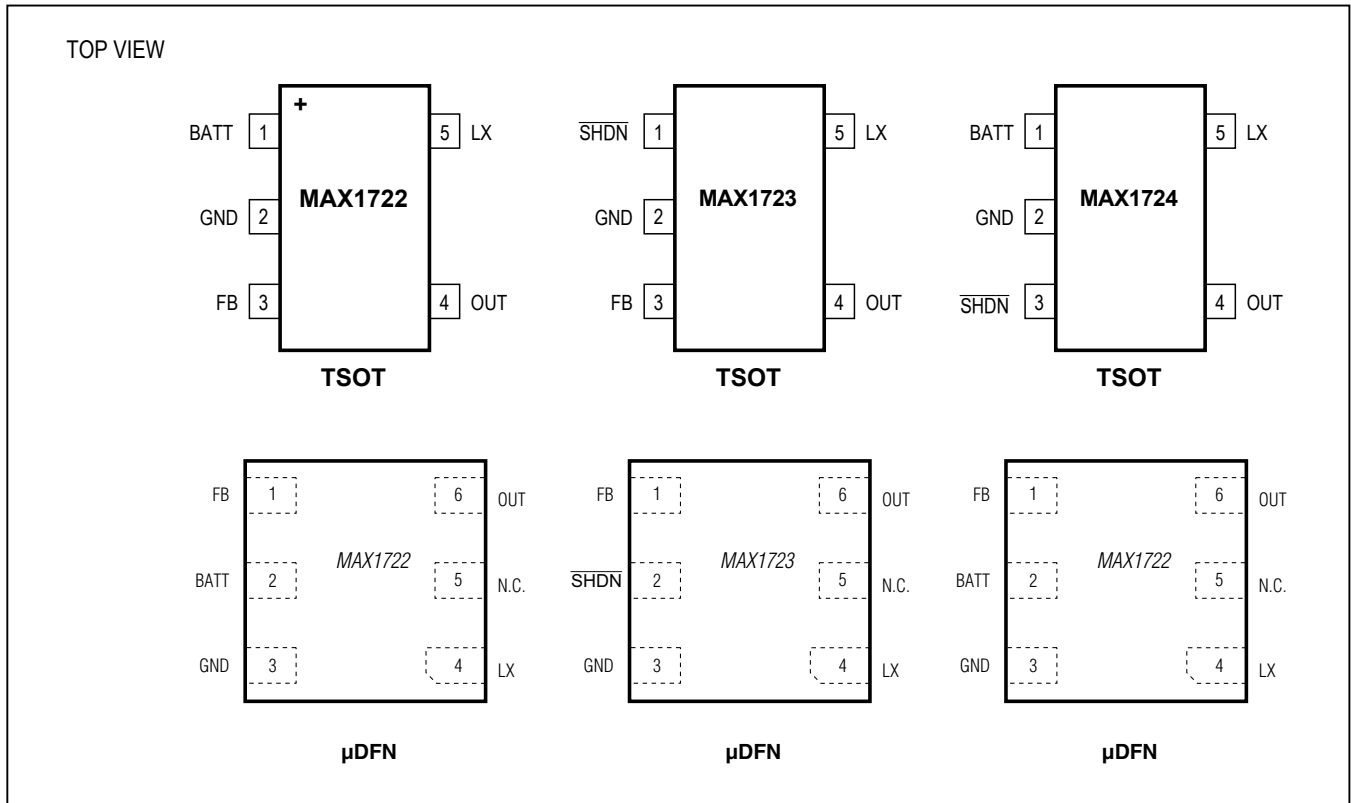 TOP VIEW
+
BATT 1 5 LX
MAX1722
GND 2
FB 3 4 OUT
TSOT
SHDN 1 5 LX
MAX1723
GND 2
FB 3 4 OUT
TSOT
BATT 1 5 LX
MAX1724
GND 2
SHDN 3 4 OUT
TSOT
FB 1 6 OUT
MAX1722
BATT 2 5 N.C.
GND 3 4 LX
µDFN
FB 1 6 OUT
MAX1723
SHDN 2 5 N.C.
GND 3 4 LX
µDFN
FB 1 6 OUT
MAX1722
BATT 2 5 N.C.
GND 3 4 LX
µDFN